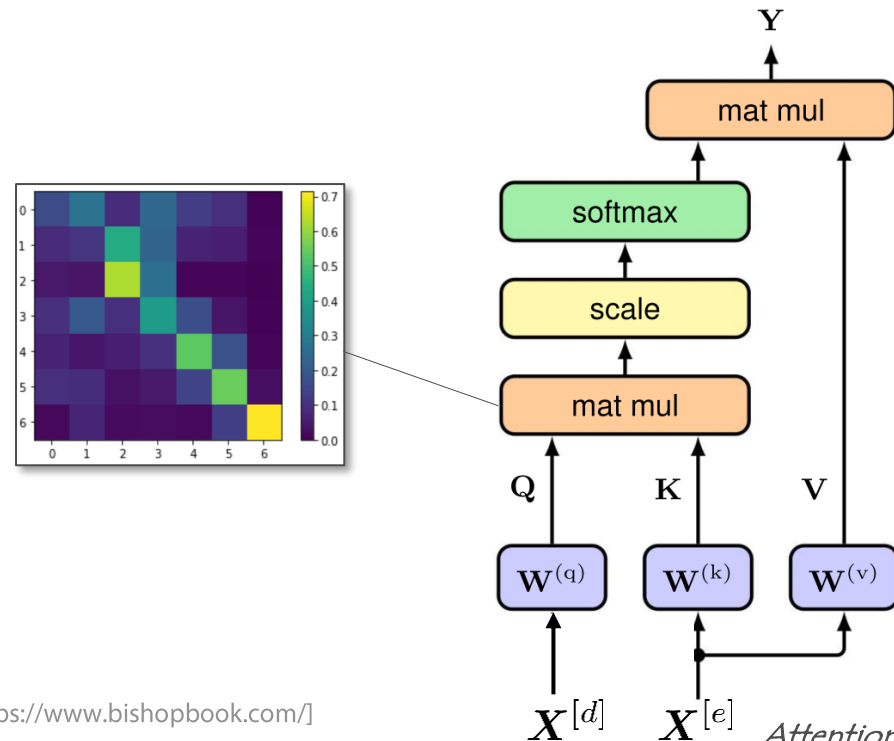 Y
mat mul
softmax
scale
mat mul
Q K V
W^(q) W^(k) W^(v)
X^[d] X^[e]
0.7
0.6
0.5
0.4
0.3
0.2
0.1
0.0
0
1
2
3
4
5
6
0 1 2 3 4 5 6
ps://www.bishopbook.com/]
Attention